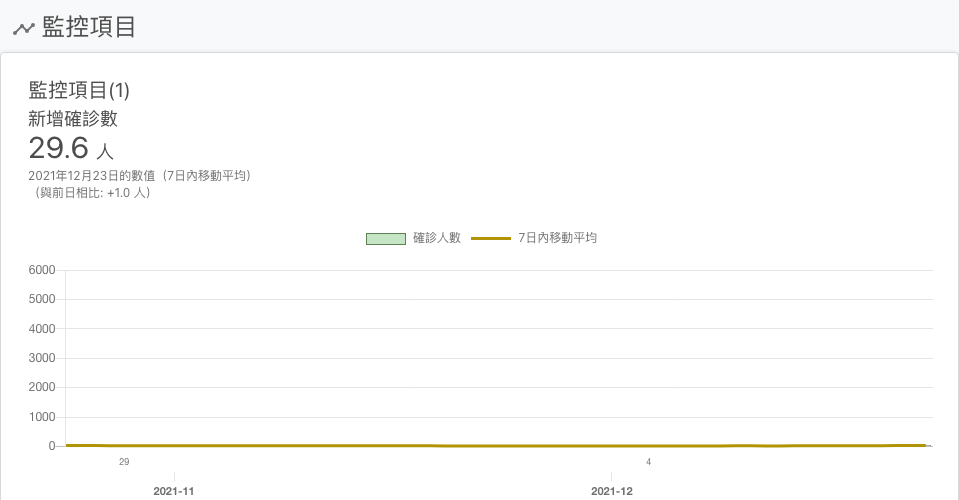 監控項目
監控項目(1)
新增確診數
29.6 人
2021年12月23日的數值（7日內移動平均）
（與前日相比: +1.0 人）
確診人數 7日內移動平均
6000
5000
4000
3000
2000
1000
0
29 4
2021-11 2021-12